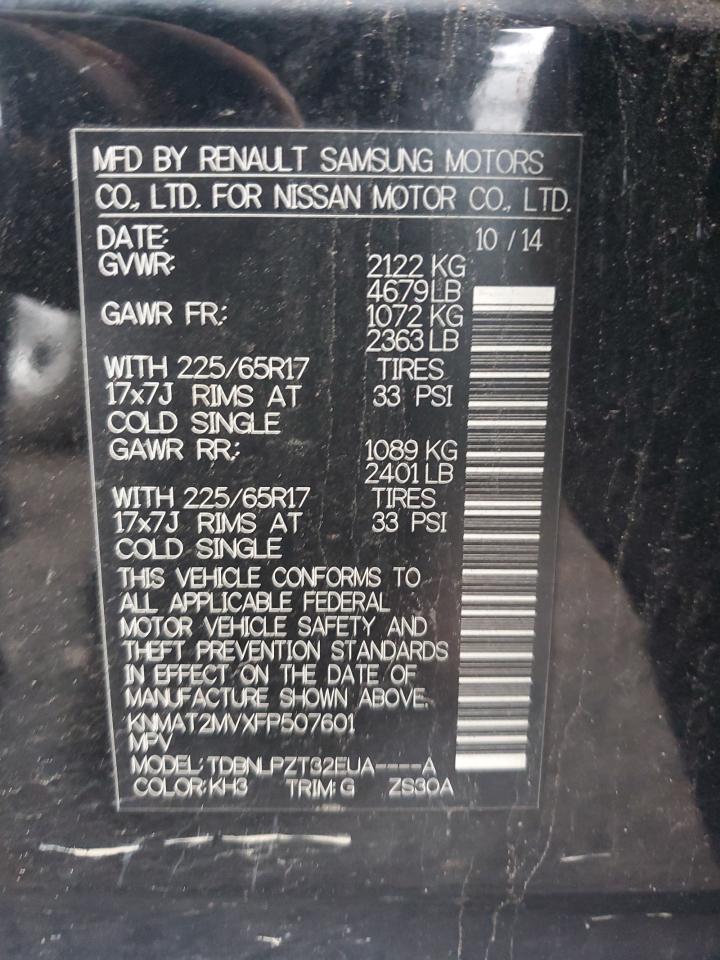 MFD BY RENAULT SAMSUNG MOTORS
CO., LTD. FOR NISSAN MOTOR CO., LTD.
DATE: 10 / 14
GVWR: 2122 KG
4679 LB
GAWR FR: 1072 KG
2363 LB
WITH 225/65R17 TIRES
17x7J RIMS AT 33 PSI
COLD SINGLE
GAWR RR: 1089 KG
2401 LB
WITH 225/65R17 TIRES
17x7J RIMS AT 33 PSI
COLD SINGLE
THIS VEHICLE CONFORMS TO
ALL APPLICABLE FEDERAL
MOTOR VEHICLE SAFETY AND
THEFT PREVENTION STANDARDS
IN EFFECT ON THE DATE OF
MANUFACTURE SHOWN ABOVE.
KNMAT2MVXFP507601
MPV
MODEL: TDBNLPZT32EUA----A
COLOR: KH3 TRIM: G ZS30A